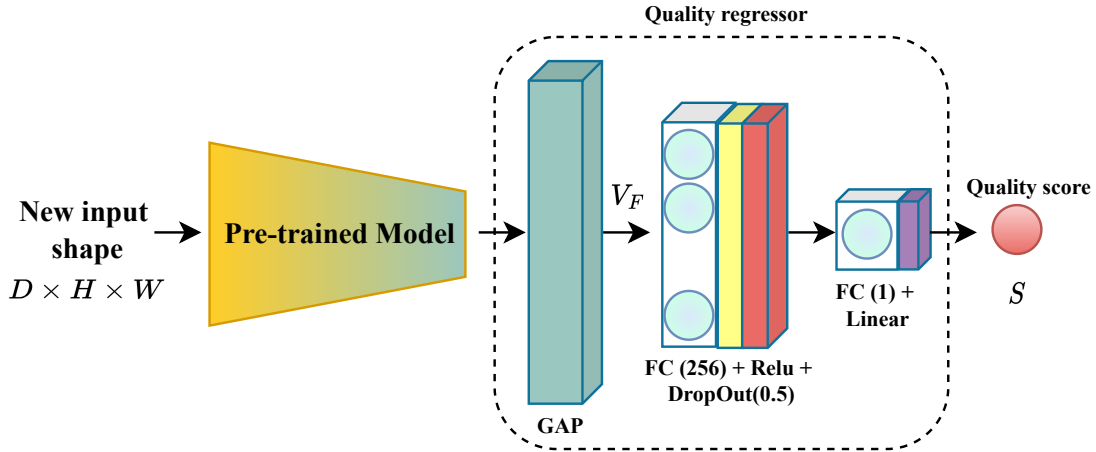 Quality regressor
New input
shape
D × H × W
Pre-trained Model
GAP
V_F
FC (256) + Relu +
DropOut(0.5)
FC (1) +
Linear
Quality score
S